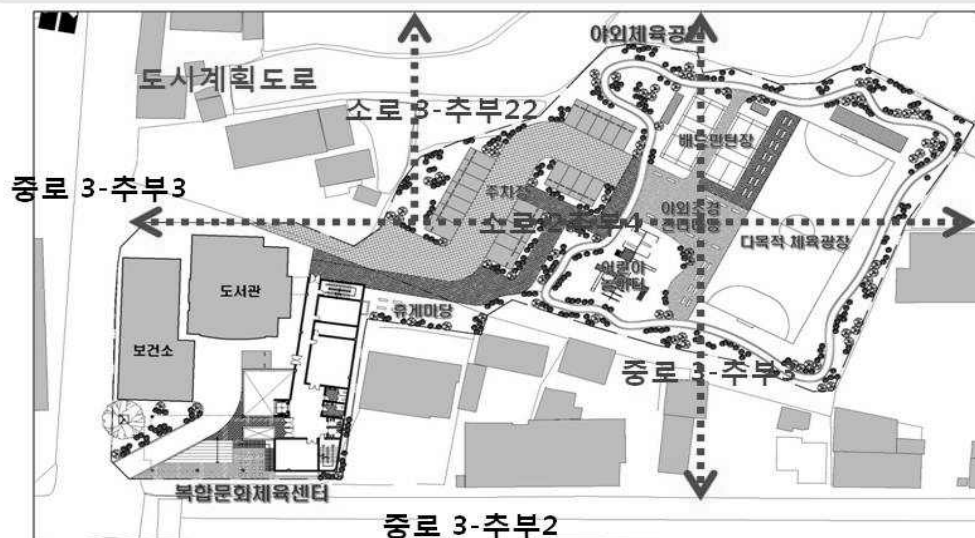 야외체육공원
도시계획도로
소로 3-추부22
배드민턴장
중로 3-추부3
주차장
소로 2-추부4
야외조경
다목적 체육광장
도서관
어린이
놀이터
휴게마당
보건소
중로 3-추부3
복합문화체육센터
중로 3-추부2